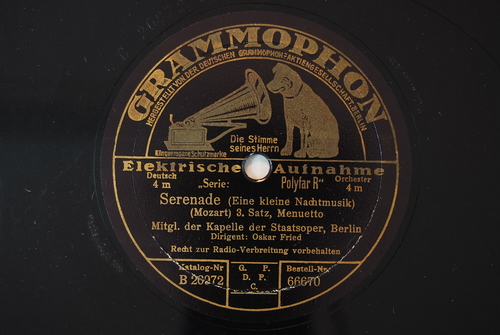 GRAMMOPHON
HERGESTELLT VON DER DEUTSCHEN GRAMMOPHON-AKTIENGESELLSCHAFT, BERLIN
Die Stimme
seines Herrn
Eingetragene Schutzmarke
Elektrische Aufnahme
Deutsch „Serie: Polyfar R“ Orchester
4 m 4 m
Serenade (Eine kleine Nachtmusik)
(Mozart) 3. Satz, Menuetto
Mitgl. der Kapelle der Staatsoper, Berlin
Dirigent: Oskar Fried
Recht zur Radio-Verbreitung vorbehalten
Katalog-Nr G. P. Bestell-Nr.
B 26972 D. P. 66670
C.